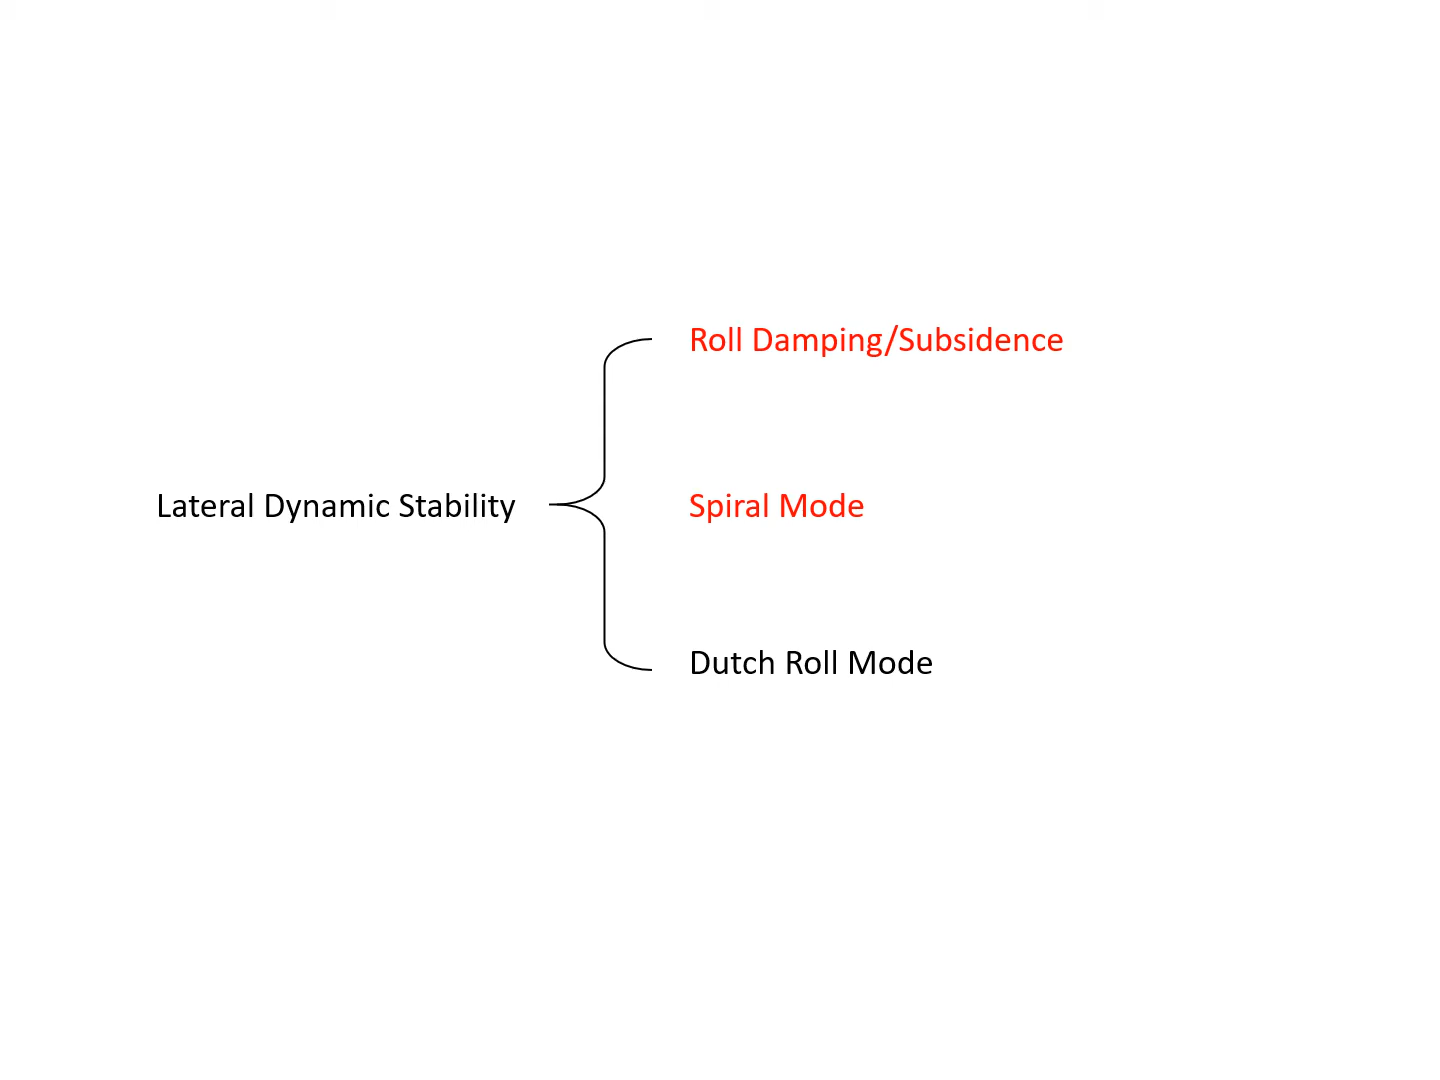 Roll Damping/Subsidence
Lateral Dynamic Stability
Spiral Mode
Dutch Roll Mode